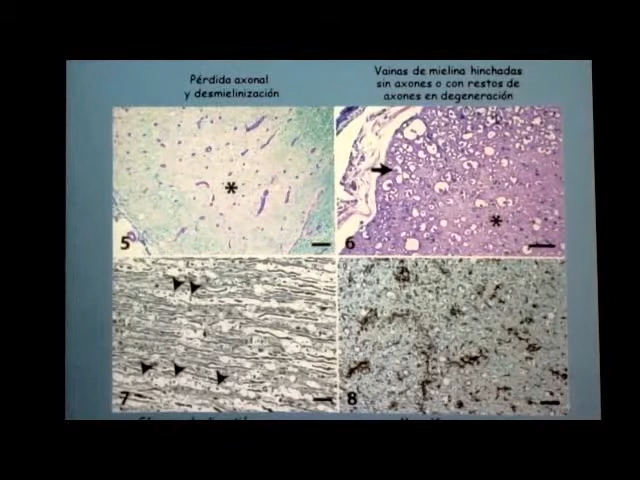 Pérdida axonal
y desmielinización
Vainas de mielina hinchadas
sin axones o con restos de
axones en degeneración
*
*
5
6
7
8